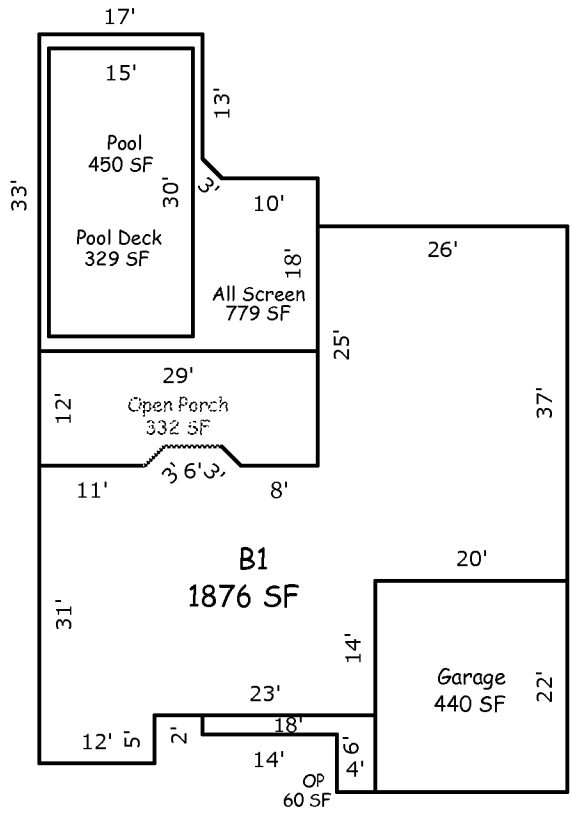 17'
15'
13'
Pool
450 SF
33'
30'
3'
10'
Pool Deck
329 SF
18'
26'
All Screen
779 SF
25'
29'
12'
Open Porch
332 SF
37'
3' 6' 3'
11'
8'
B1
1876 SF
20'
31'
14'
Garage
440 SF
22'
23'
18'
12'
5'
2'
14'
6'
4'
OP
60 SF